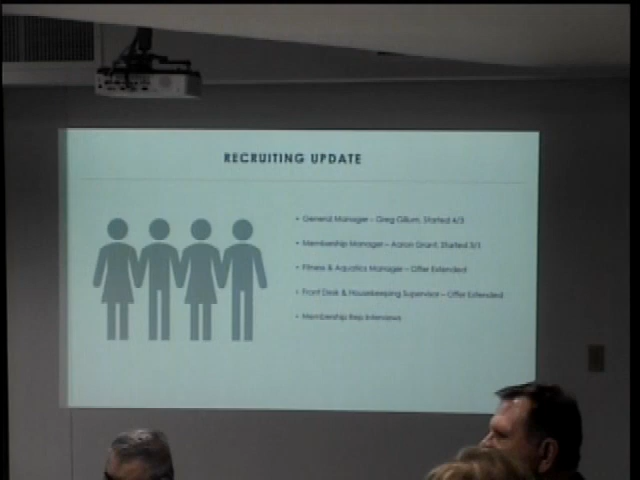 RECRUITING UPDATE
• General Manager – Greg Gillum, Started 4/3
• Membership Manager – Aaron Grant, Started 3/1
• Fitness & Aquatics Manager – Offer Extended
• Front Desk & Housekeeping Supervisor – Offer Extended
• Membership Rep Interviews